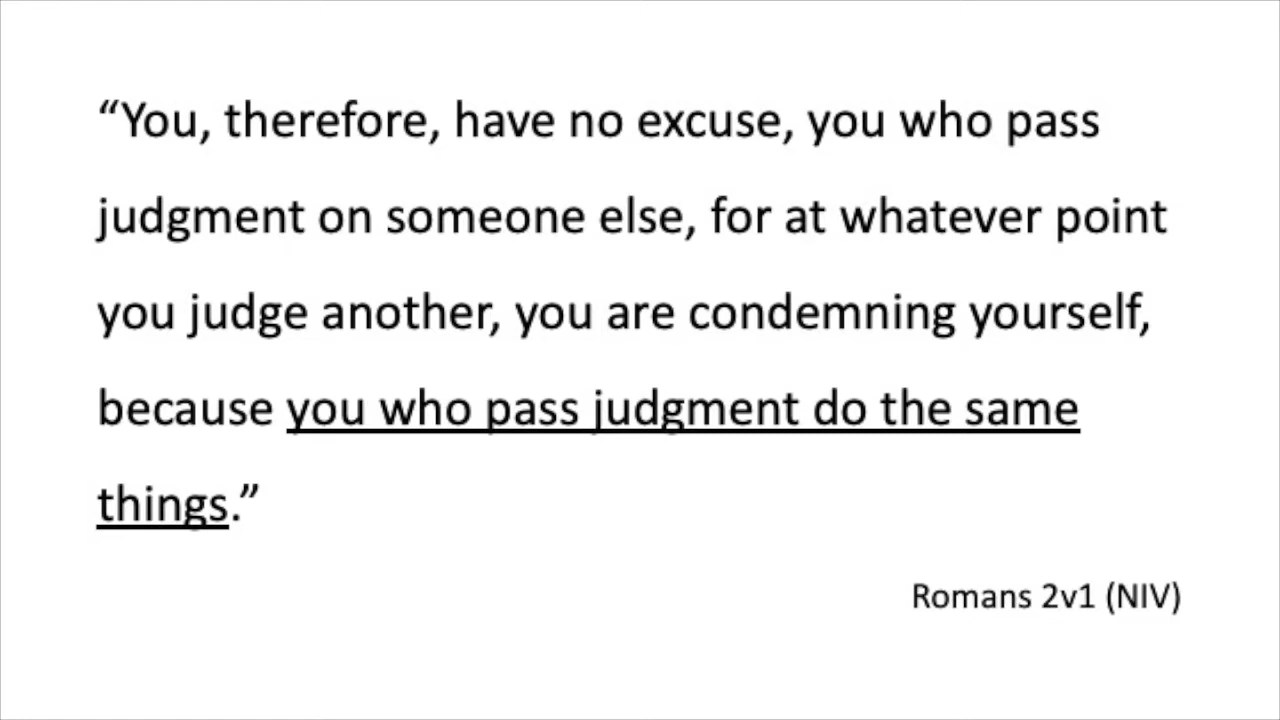 “You, therefore, have no excuse, you who pass
judgment on someone else, for at whatever point
you judge another, you are condemning yourself,
because you who pass judgment do the same
things.”
Romans 2v1 (NIV)